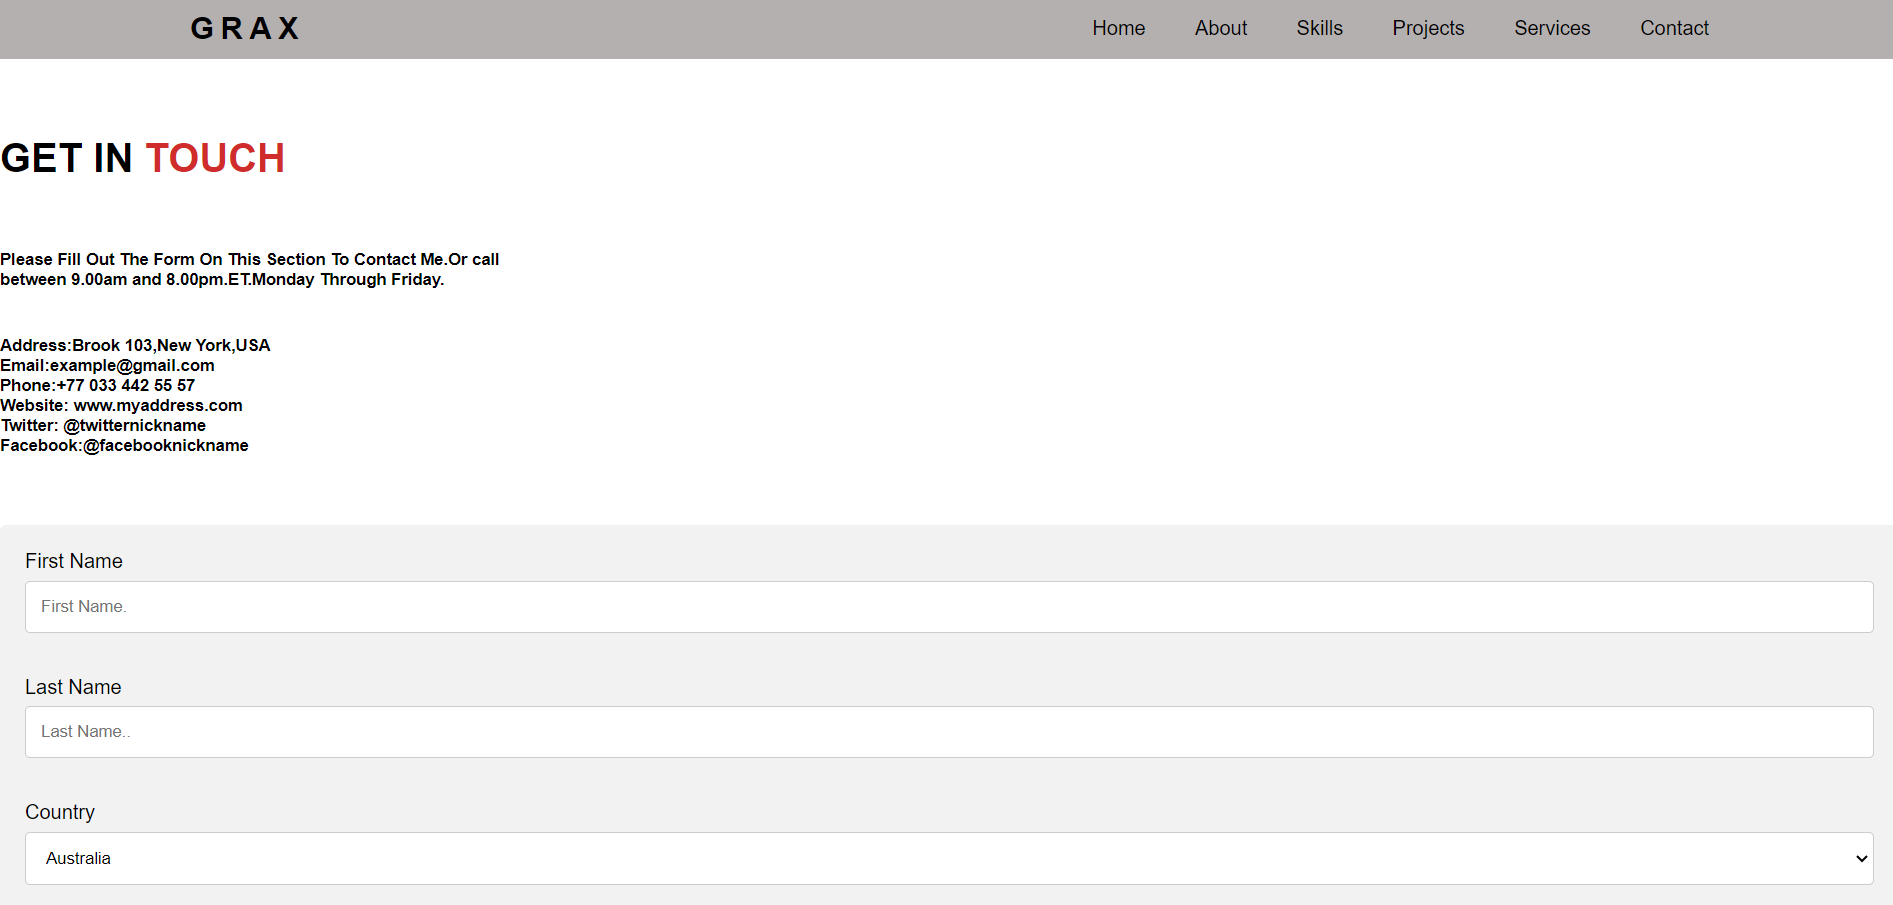 GRAX
Home About Skills Projects Services Contact
GET IN TOUCH
Please Fill Out The Form On This Section To Contact Me.Or call
between 9.00am and 8.00pm.ET.Monday Through Friday.
Address:Brook 103,New York,USA
Email:example@gmail.com
Phone:+77 033 442 55 57
Website: www.myaddress.com
Twitter: @twitternickname
Facebook:@facebooknickname
First Name
First Name.
Last Name
Last Name..
Country
Australia